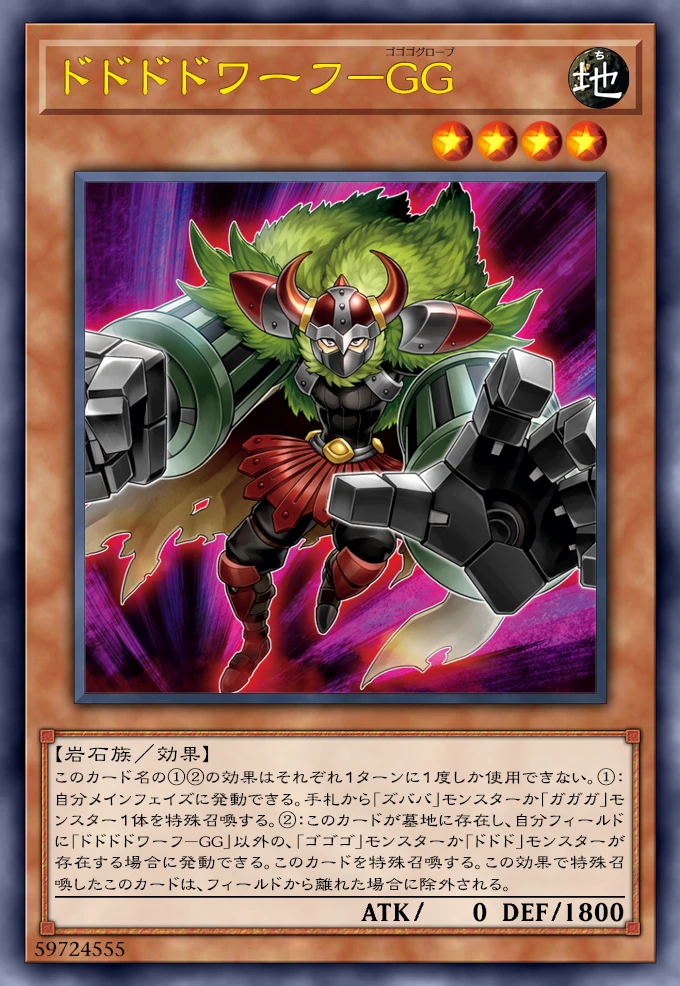 ゴゴゴグローブ
ドドドドワーフ－GG
ち
地
【岩石族／効果】
このカード名の①②の効果はそれぞれ１ターンに１度しか使用できない。①：
自分メインフェイズに発動できる。手札から「ズババ」モンスターか「ガガガ」モ
ンスター１体を特殊召喚する。②：このカードが墓地に存在し、自分フィールド
に「ドドドドワーフ－GG」以外の、「ゴゴゴ」モンスターか「ドドド」モンスターが
存在する場合に発動できる。このカードを特殊召喚する。この効果で特殊召
喚したこのカードは、フィールドから離れた場合に除外される。
ATK/ 0 DEF/1800
59724555